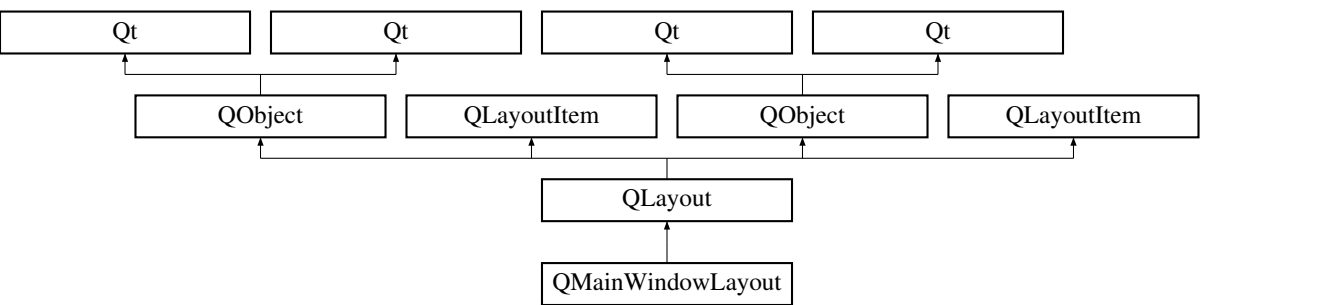 Qt
Qt
Qt
Qt
QObject
QLayoutItem
QObject
QLayoutItem
QLayout
QMainWindowLayout